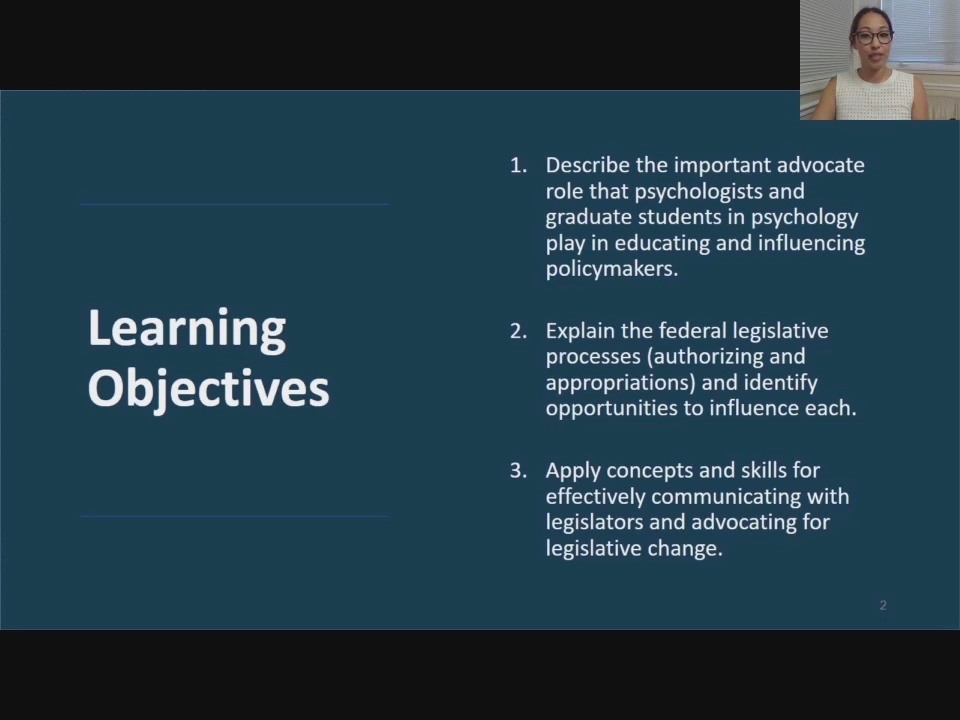 Learning
Objectives
1. Describe the important advocate
role that psychologists and
graduate students in psychology
play in educating and influencing
policymakers.
2. Explain the federal legislative
processes (authorizing and
appropriations) and identify
opportunities to influence each.
3. Apply concepts and skills for
effectively communicating with
legislators and advocating for
legislative change.
2